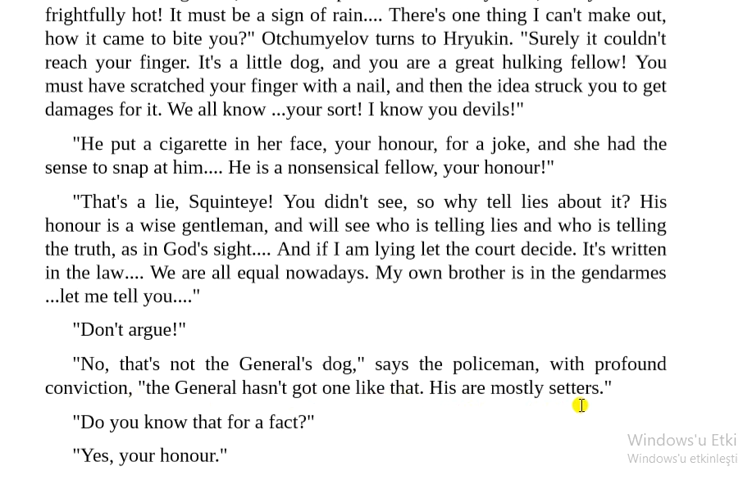 frightfully hot! It must be a sign of rain.... There's one thing I can't make out,
how it came to bite you?" Otchumyelov turns to Hryukin. "Surely it couldn't
reach your finger. It's a little dog, and you are a great hulking fellow! You
must have scratched your finger with a nail, and then the idea struck you to get
damages for it. We all know ...your sort! I know you devils!"
"He put a cigarette in her face, your honour, for a joke, and she had the
sense to snap at him.... He is a nonsensical fellow, your honour!"
"That's a lie, Squinteye! You didn't see, so why tell lies about it? His
honour is a wise gentleman, and will see who is telling lies and who is telling
the truth, as in God's sight.... And if I am lying let the court decide. It's written
in the law.... We are all equal nowadays. My own brother is in the gendarmes
...let me tell you...."
"Don't argue!"
"No, that's not the General's dog," says the policeman, with profound
conviction, "the General hasn't got one like that. His are mostly setters."
"Do you know that for a fact?"
"Yes, your honour."
Windows'u Etki
Windows'u etkinleşti